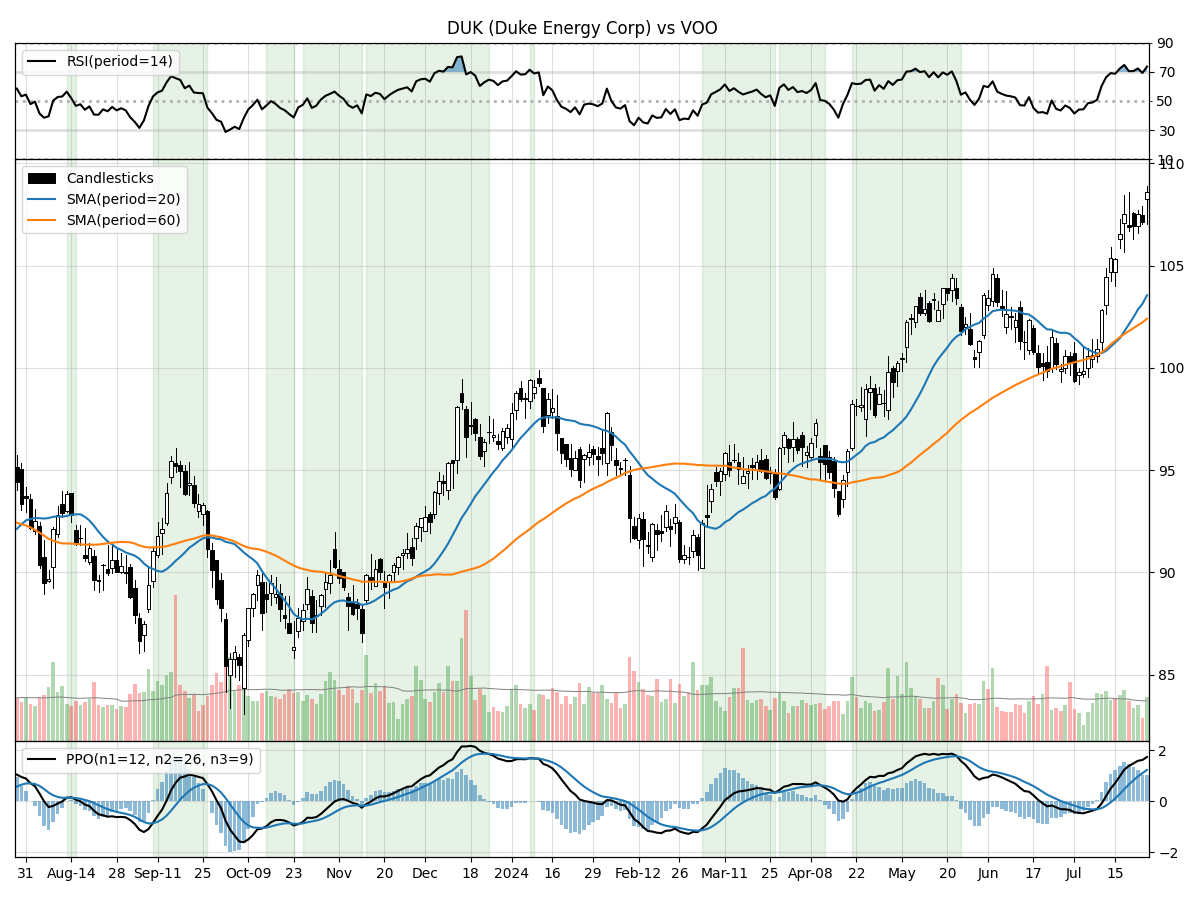 DUK (Duke Energy Corp) vs VOO
RSI(period=14)
90
70
50
30
10
Candlesticks
SMA(period=20)
SMA(period=60)
110
105
100
95
90
85
PPO(n1=12, n2=26, n3=9)
2
0
−2
31 Aug-14 28 Sep-11 25 Oct-09 23 Nov 20 Dec 18 2024 16 29 Feb-12 26 Mar-11 25 Apr-08 22 May 20 Jun 17 Jul 15